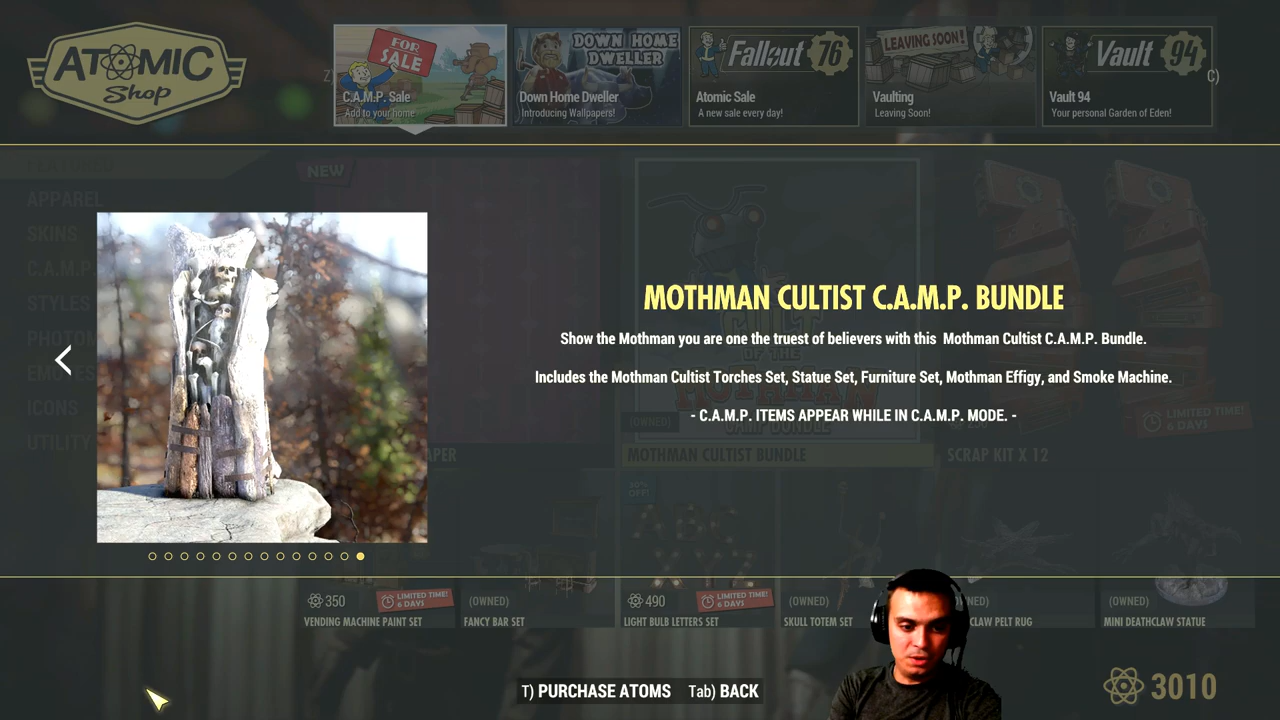 ATOMIC
Shop
FOR
SALE
C.A.M.P. Sale
Add to your home
DOWN HOME
DWELLER
Down Home Dweller
Introducing Wallpapers!
Fallout 76
Atomic Sale
A new sale every day!
LEAVING SOON!
Vaulting
Leaving Soon!
Vault 94
Vault 94
Your personal Garden of Eden!
Z)
C)
FEATURED
APPAREL
SKINS
C.A.M.P.
STYLES
ICONS
UTILITY
NEW
MOTHMAN CULTIST C.A.M.P. BUNDLE
Show the Mothman you are one the truest of believers with this Mothman Cultist C.A.M.P. Bundle.
Includes the Mothman Cultist Torches Set, Statue Set, Furniture Set, Mothman Effigy, and Smoke Machine.
- C.A.M.P. ITEMS APPEAR WHILE IN C.A.M.P. MODE. -
(OWNED)
MOTHMAN CULTIST BUNDLE
LIMITED TIME!
6 DAYS
SCRAP KIT X 12
350
LIMITED TIME!
6 DAYS
VENDING MACHINE PAINT SET
(OWNED)
FANCY BAR SET
490
LIMITED TIME!
6 DAYS
LIGHT BULB LETTERS SET
(OWNED)
SKULL TOTEM SET
CLAW PELT RUG
(OWNED)
MINI DEATHCLAW STATUE
T) PURCHASE ATOMS
Tab) BACK
3010